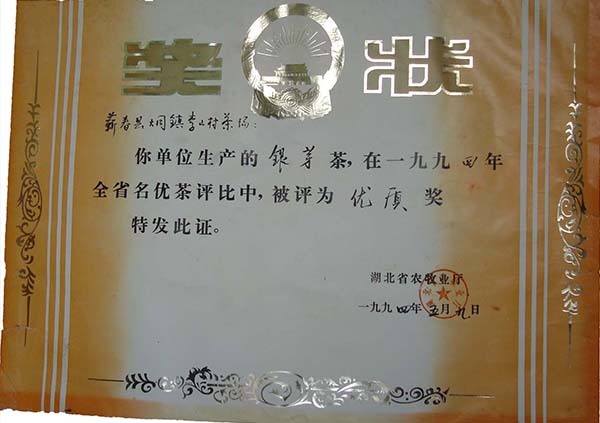 奖状
蕲春县大同镇李山村茶场：
你单位生产的银芽茶，在一九九四年
全省名优茶评比中，被评为优质奖
特发此证。
湖北省农牧业厅
一九九四年五月九日